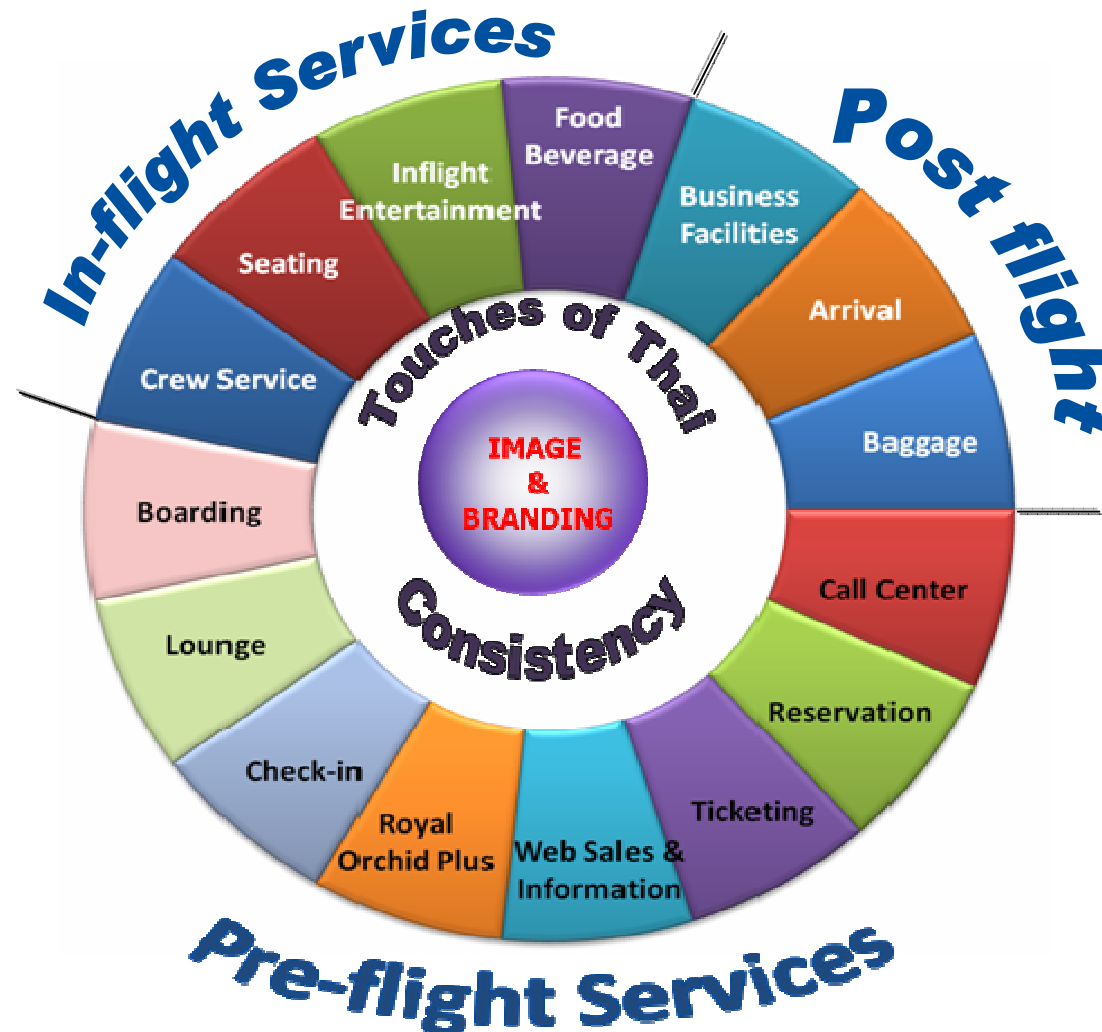 In-flight Services
Post flight
Food
Beverage
Inflight
Entertainment
Business
Facilities
Seating
Arrival
Crew Service
Baggage
Touches of Thai
IMAGE
&
BRANDING
Consistency
Boarding
Call Center
Lounge
Reservation
Check-in
Ticketing
Royal
Orchid Plus
Web Sales &
Information
Pre-flight Services